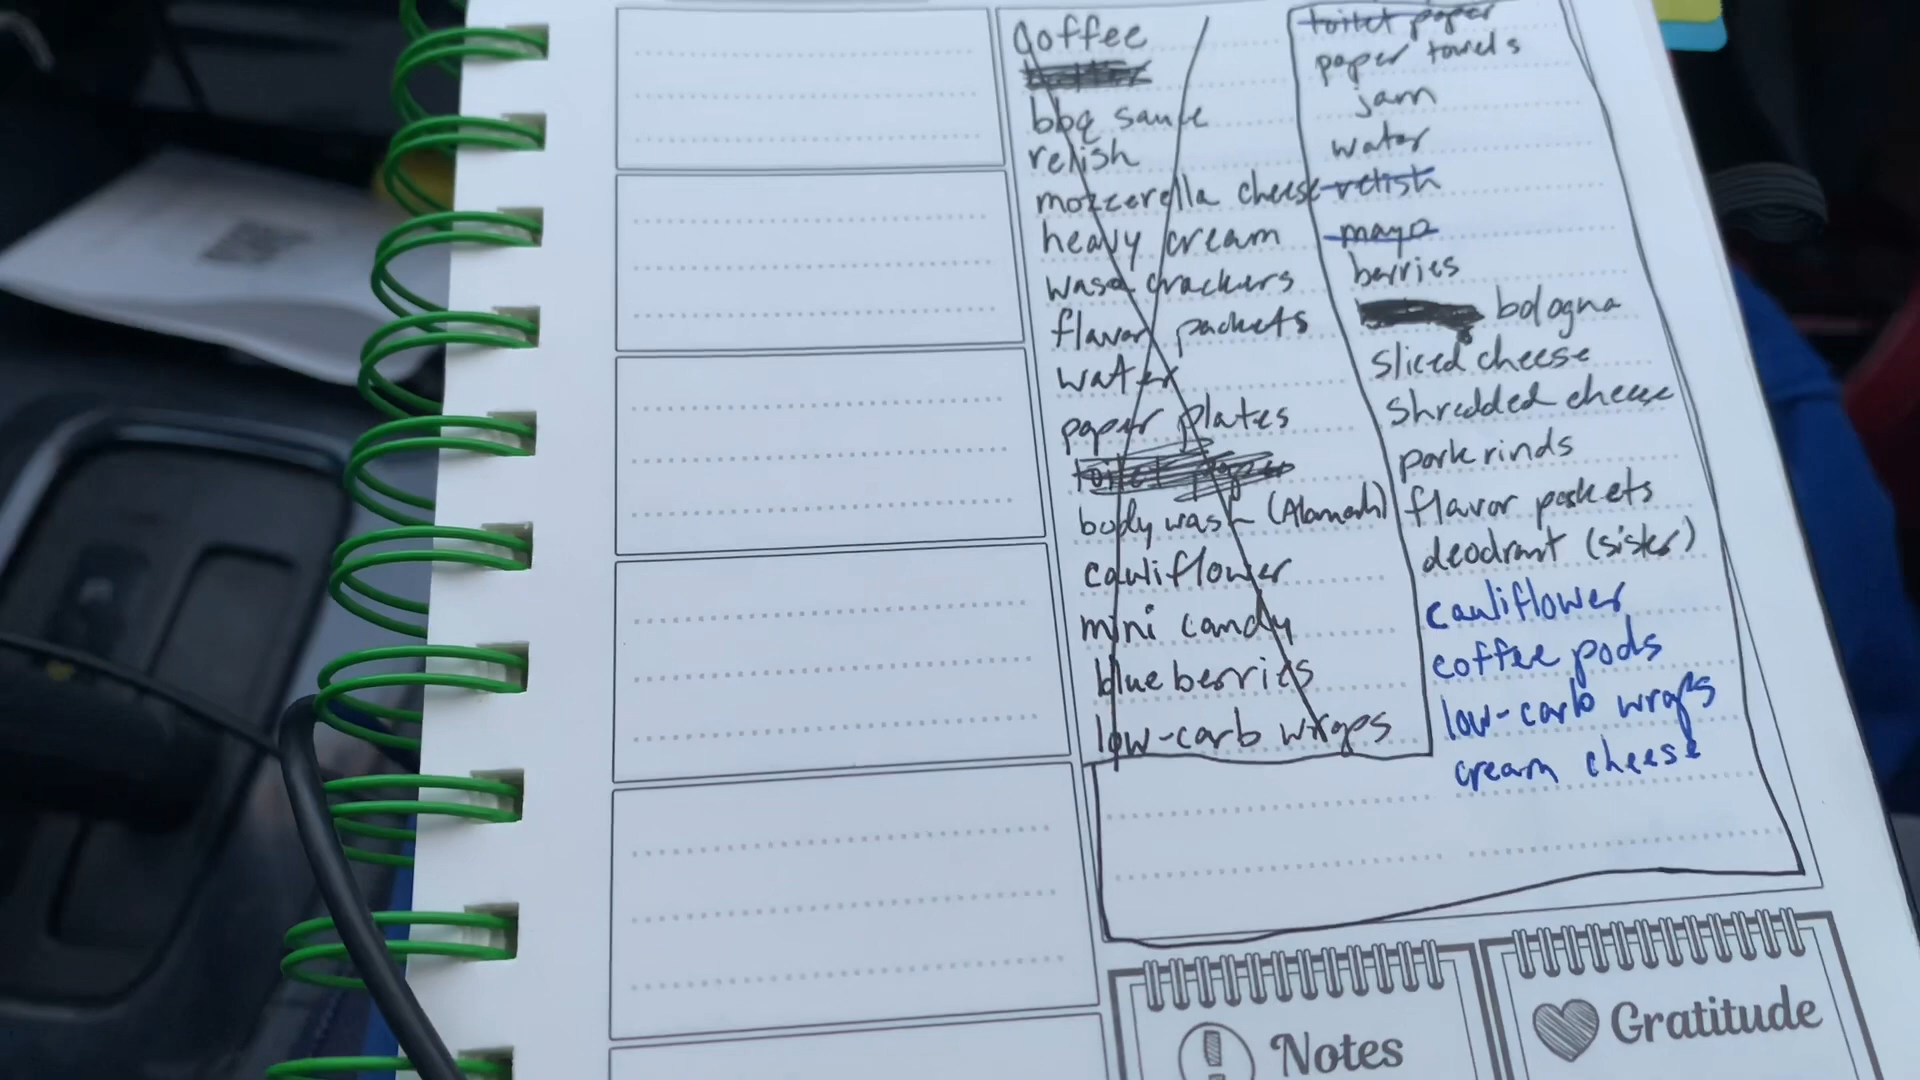 Coffee
bbq sauce
relish
mozzerella cheese
heavy cream
wasa crackers
flavor packets
water
paper plates
toilet paper
body wash (Alannah)
cauliflower
mini candy
blueberries
low-carb wraps
toilet paper
paper towels
jam
water
relish
mayo
berries
bologna
sliced cheese
shredded cheese
pork rinds
flavor packets
deodrant (sister)
cauliflower
coffee pods
low-carb wraps
cream cheese
Notes
Gratitude